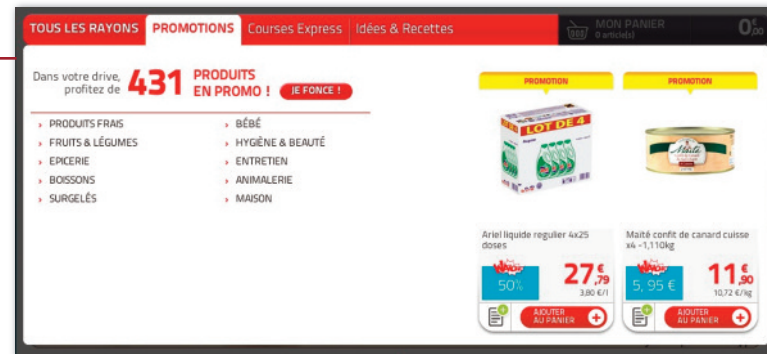 TOUS LES RAYONS PROMOTIONS Courses Express Idées & Recettes MON PANIER 0 article(s) 0€,00
Dans votre drive, profitez de 431 PRODUITS EN PROMO ! JE FONCE !
› PRODUITS FRAIS
› FRUITS & LÉGUMES
› EPICERIE
› BOISSONS
› SURGELÉS
› BÉBÉ
› HYGIÈNE & BEAUTÉ
› ENTRETIEN
› ANIMALERIE
› MAISON
PROMOTION
LOT DE 4
Ariel liquide regulier 4x25
doses
50%
27€,79
3,80 €/l
AJOUTER
AU PANIER
PROMOTION
Maïté
Maïté confit de canard cuisse
x4 -1,110kg
5, 95 €
11€,90
10,72 €/kg
AJOUTER
AU PANIER